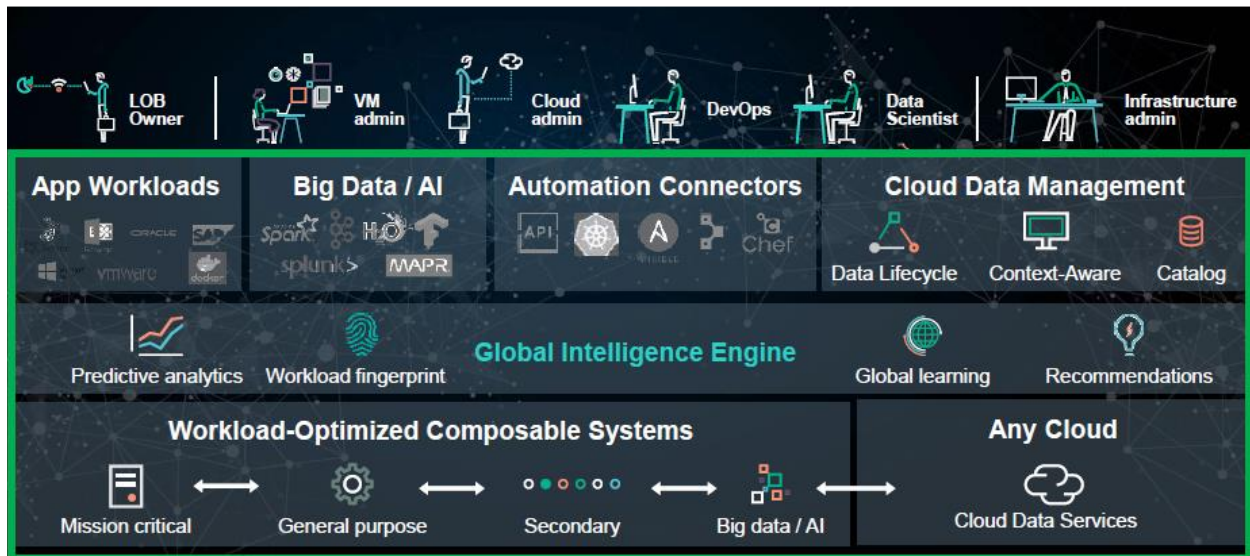 LOB
Owner
VM
admin
Cloud
admin
DevOps
Data
Scientist
Infrastructure
admin
App Workloads
Big Data / AI
Automation Connectors
Cloud Data Management
ORACLE
SAP
vmware
docker
Spark
H2O
splunk>
MAPR
API
Chef
Data Lifecycle
Context-Aware
Catalog
Predictive analytics
Workload fingerprint
Global Intelligence Engine
Global learning
Recommendations
Workload-Optimized Composable Systems
Any Cloud
Mission critical
General purpose
Secondary
Big data / AI
Cloud Data Services